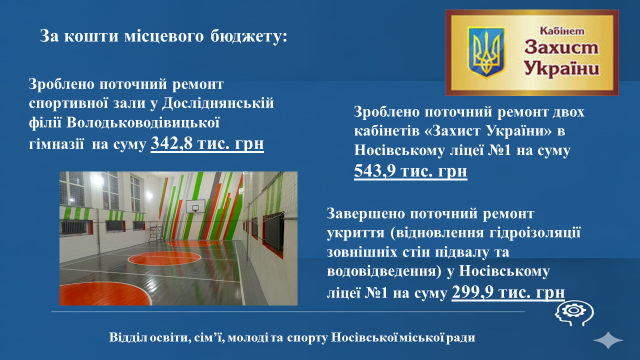 За кошти місцевого бюджету:
Кабінет
Захист
України
Зроблено поточний ремонт
спортивної зали у Досліднянській
філії Володьководівицької
гімназії на суму 342,8 тис. грн
Зроблено поточний ремонт двох
кабінетів «Захист України» в
Носівському ліцеї №1 на суму
543,9 тис. грн
Завершено поточний ремонт
укриття (відновлення гідроізоляції
зовнішніх стін підвалу та
водовідведення) у Носівському
ліцеї №1 на суму 299,9 тис. грн
Відділ освіти, сім’ї, молоді та спорту Носівської міської ради